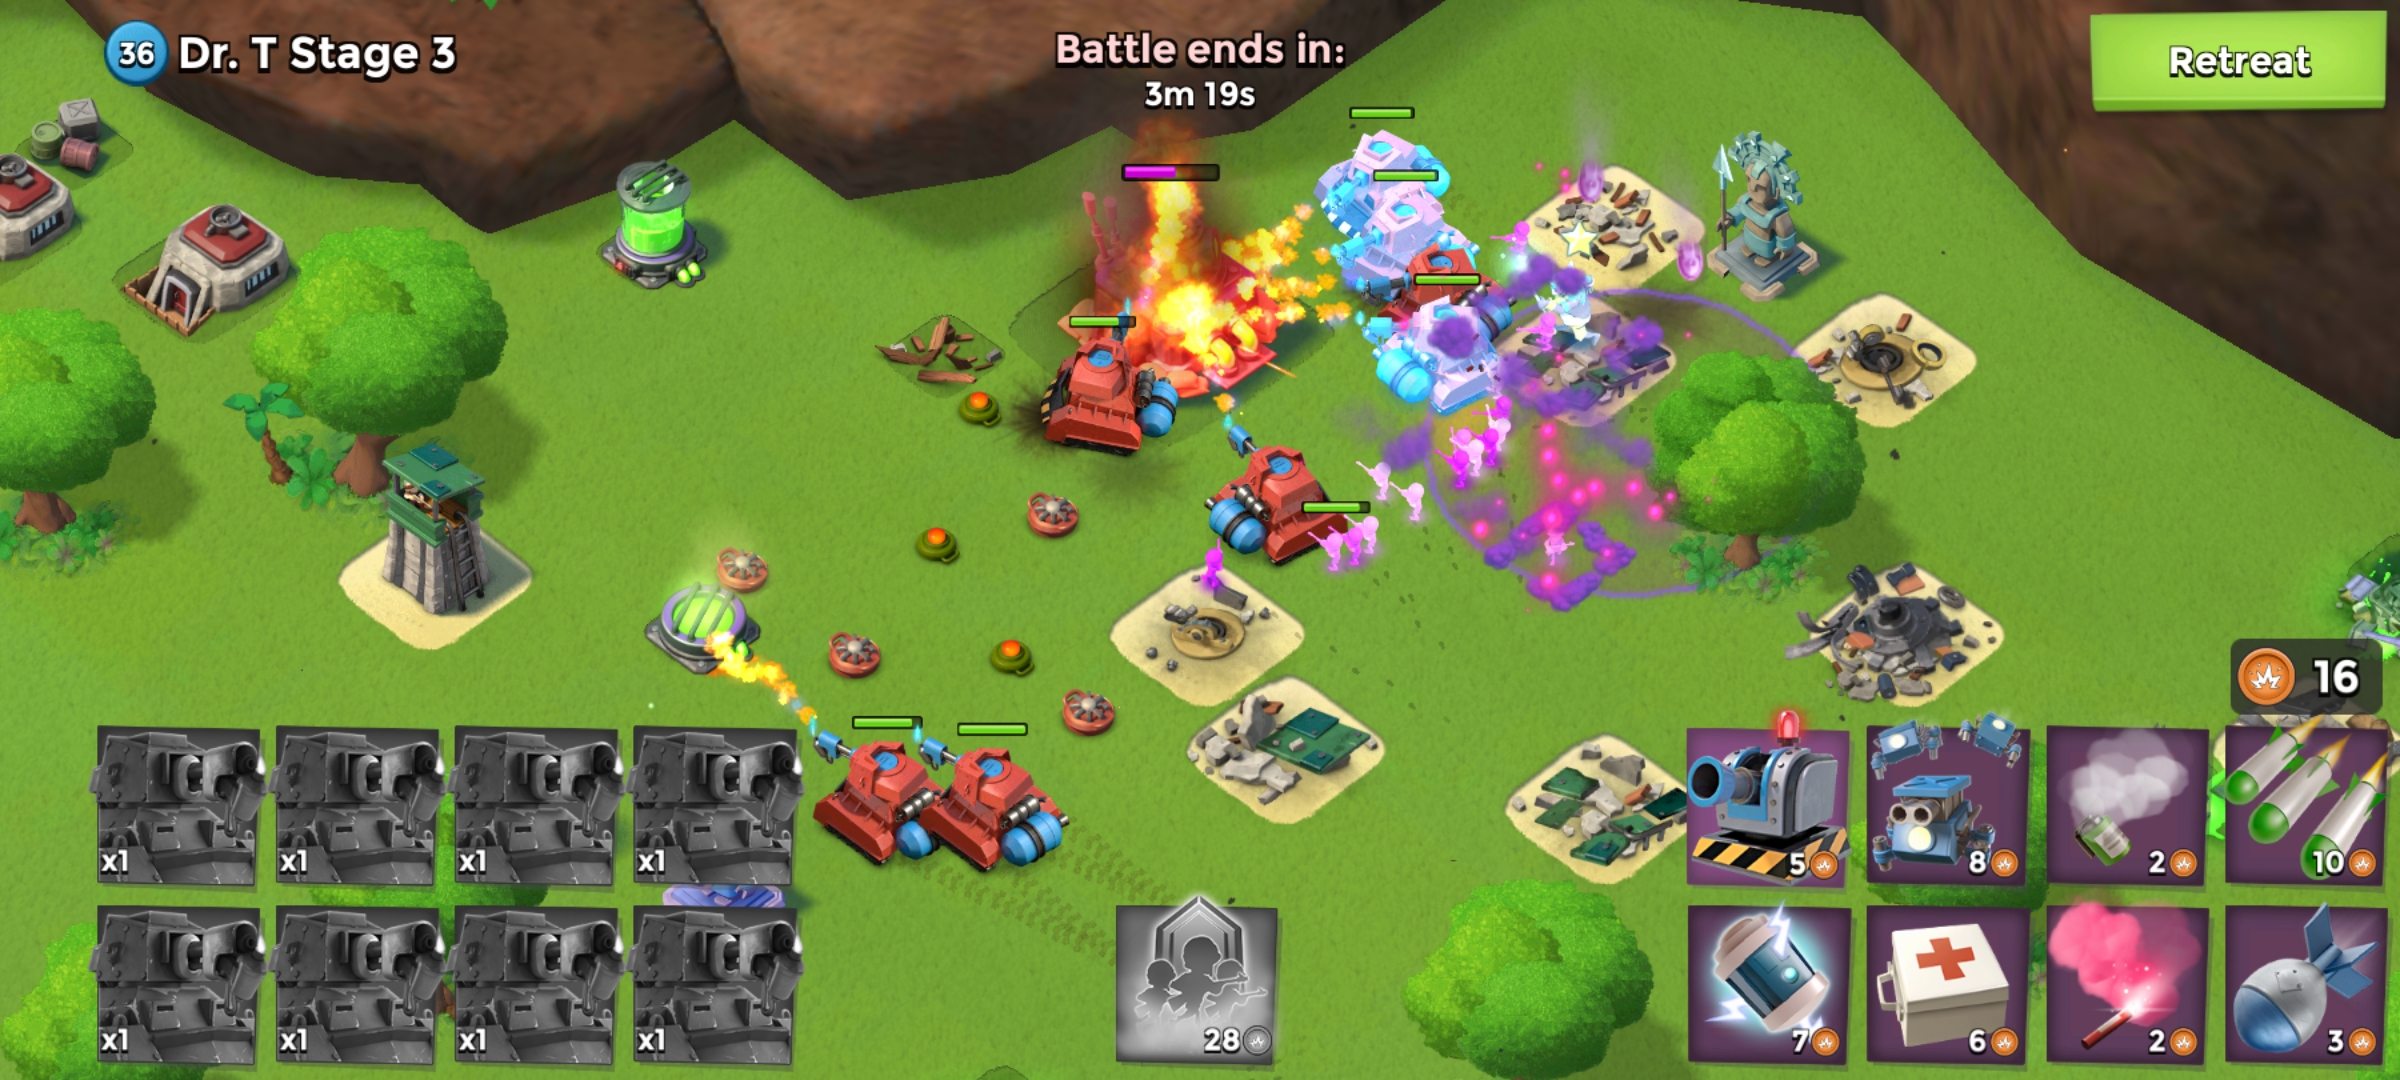 36 Dr. T Stage 3
Battle ends in:
3m 19s
Retreat
16
x1 x1 x1 x1
5 8 2 10
x1 x1 x1 x1
28
7 6 2 3